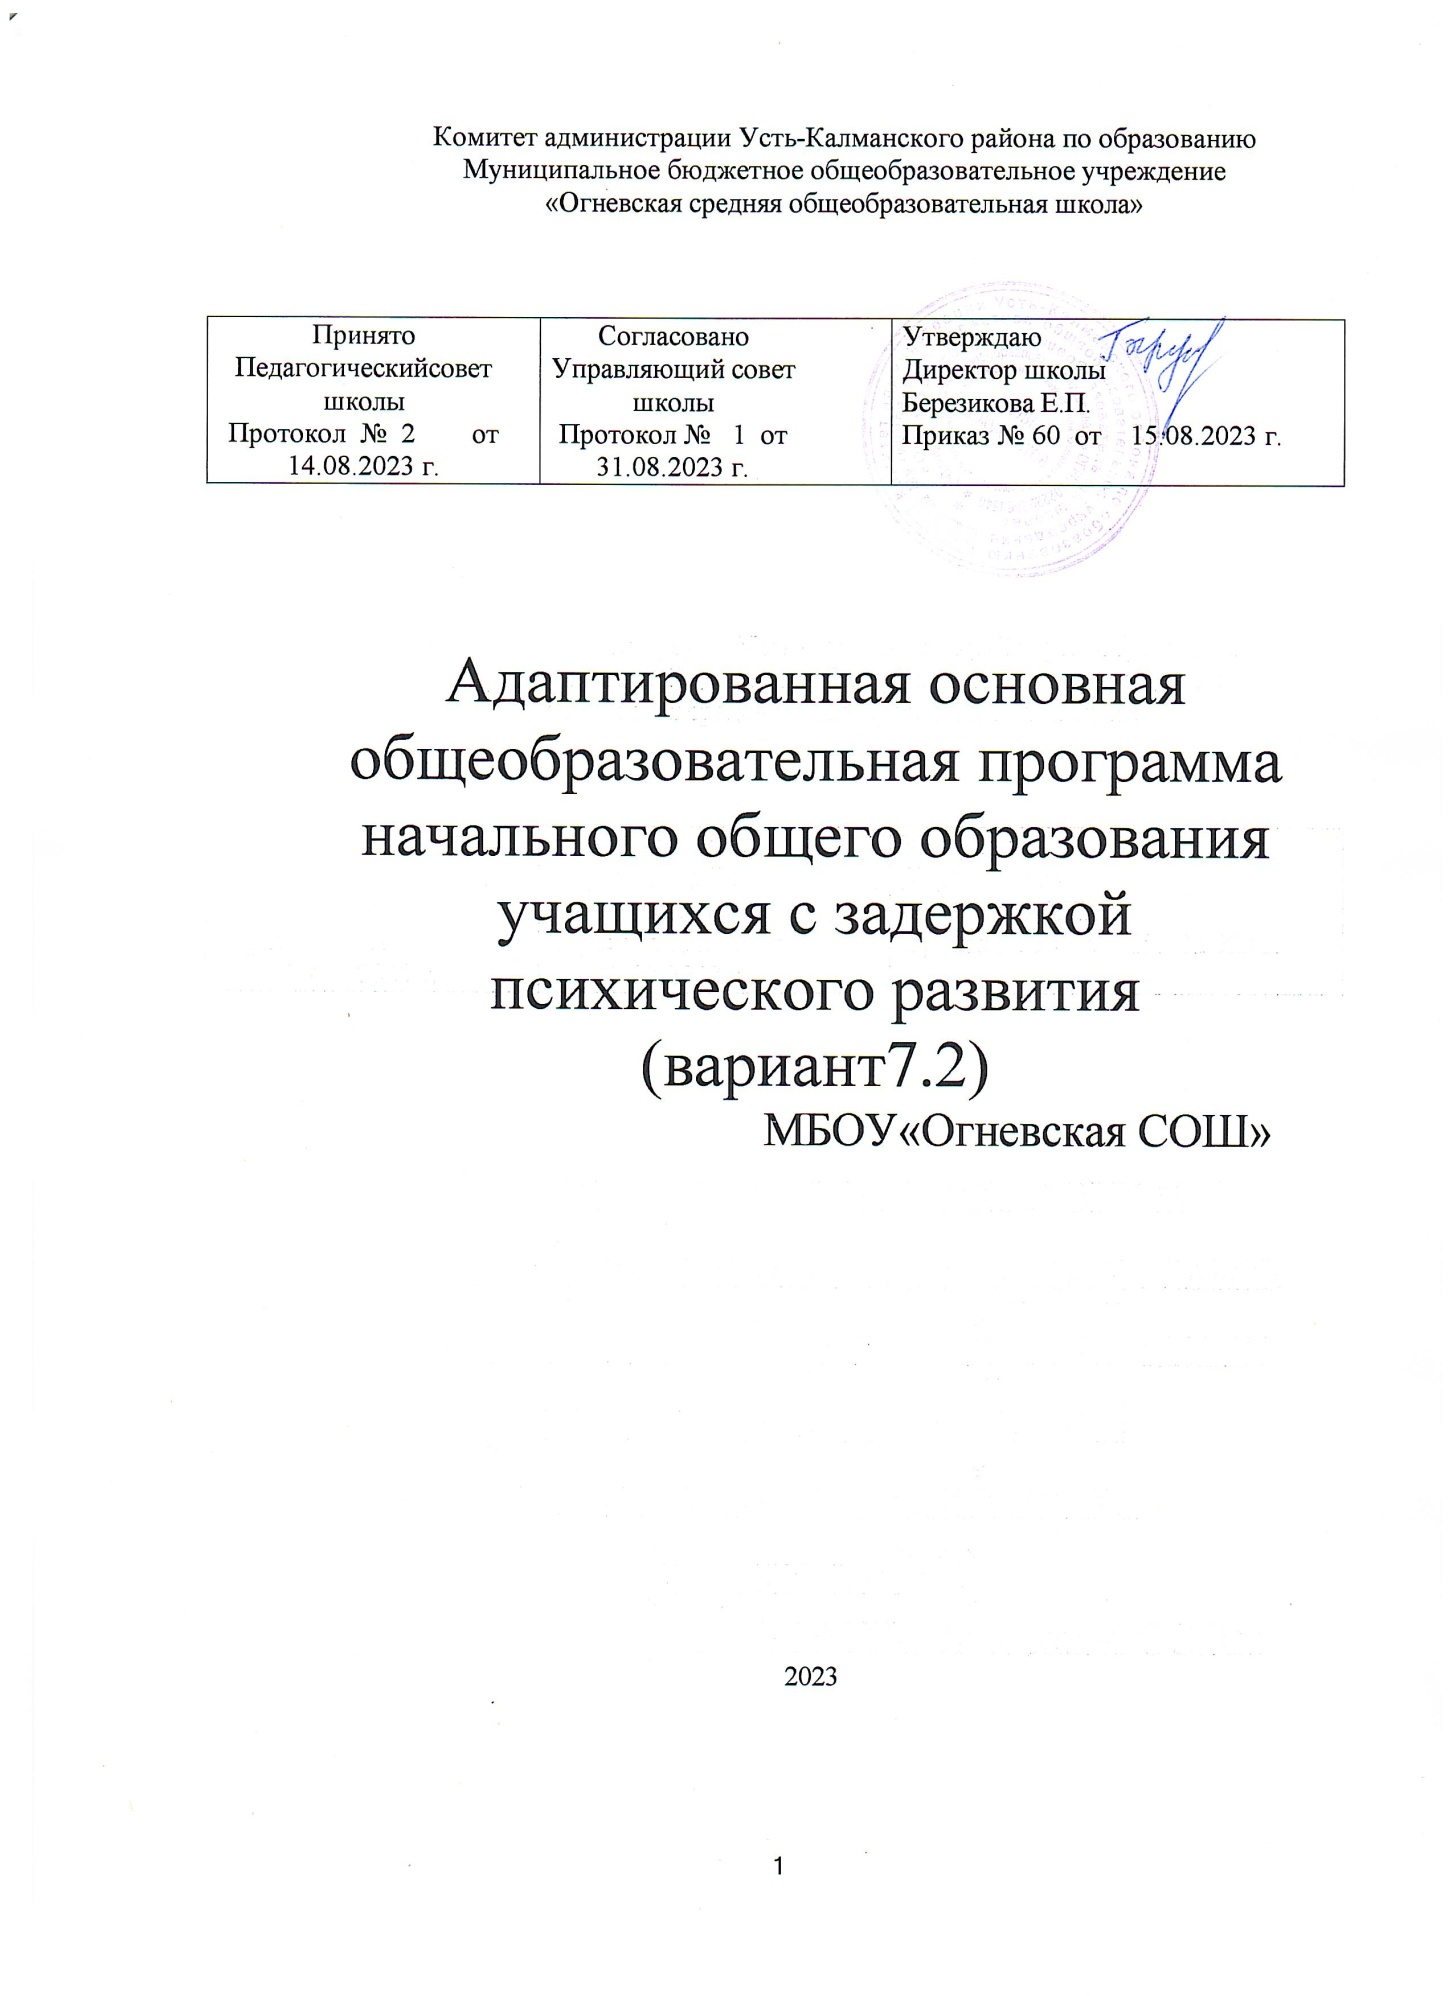 Комитет администрации Усть-Калманского района по образованию
Муниципальное бюджетное общеобразовательное учреждение
«Огневская средняя общеобразовательная школа»
Принято
Педагогическийсовет
школы
Протокол № 2 от
14.08.2023 г.
Согласовано
Управляющий совет
школы
Протокол № 1 от
31.08.2023 г.
Утверждаю
Директор школы
Березикова Е.П.
Приказ № 60 от 15.08.2023 г.
Адаптированная основная
общеобразовательная программа
начального общего образования
учащихся с задержкой
психического развития
(вариант7.2)
МБОУ«Огневская СОШ»
2023
1